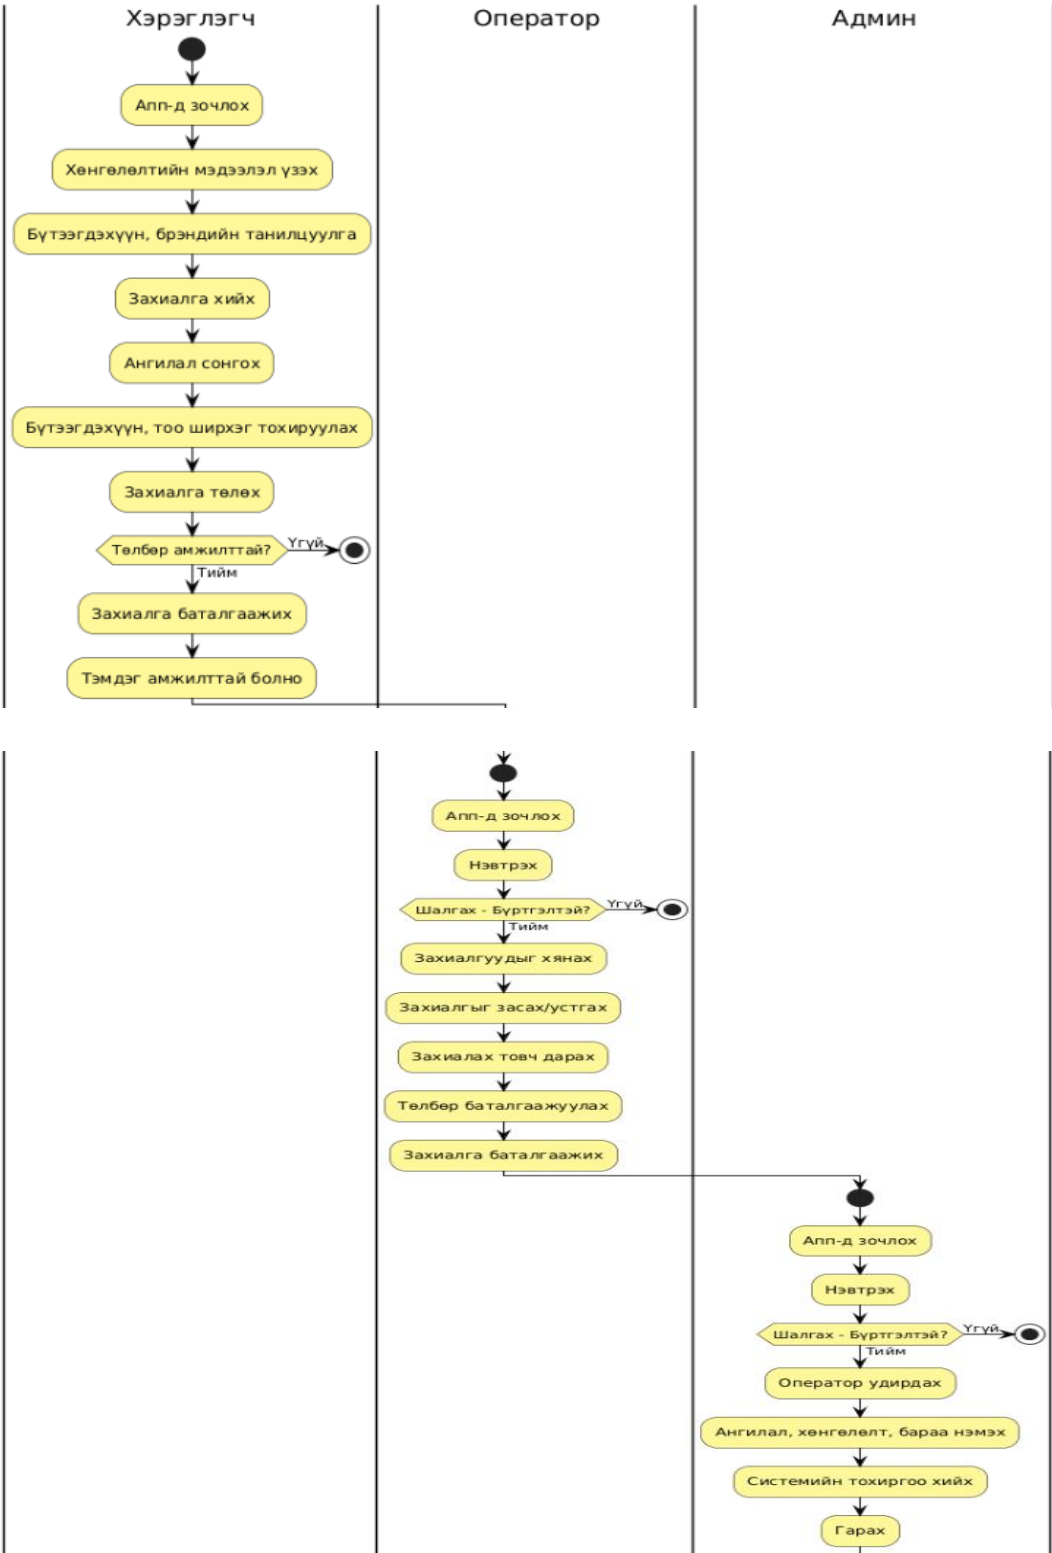 Хэрэглэгч
Оператор
Админ
Апп-д зочлох
Хөнгөлөлтийн мэдээлэл үзэх
Бүтээгдэхүүн, брэндийн танилцуулга
Захиалга хийх
Ангилал сонгох
Бүтээгдэхүүн, тоо ширхэг тохируулах
Захиалга төлөх
Төлбөр амжилттай?
Үгүй
Тийм
Захиалга баталгаажих
Тэмдэг амжилттай болно
Апп-д зочлох
Нэвтрэх
Шалгах - Бүртгэлтэй?
Үгүй
Тийм
Захиалгуудыг хянах
Захиалгыг засах/устгах
Захиалах товч дарах
Төлбөр баталгаажуулах
Захиалга баталгаажих
Апп-д зочлох
Нэвтрэх
Шалгах - Бүртгэлтэй?
Үгүй
Тийм
Оператор удирдах
Ангилал, хөнгөлөлт, бараа нэмэх
Системийн тохиргоо хийх
Гарах